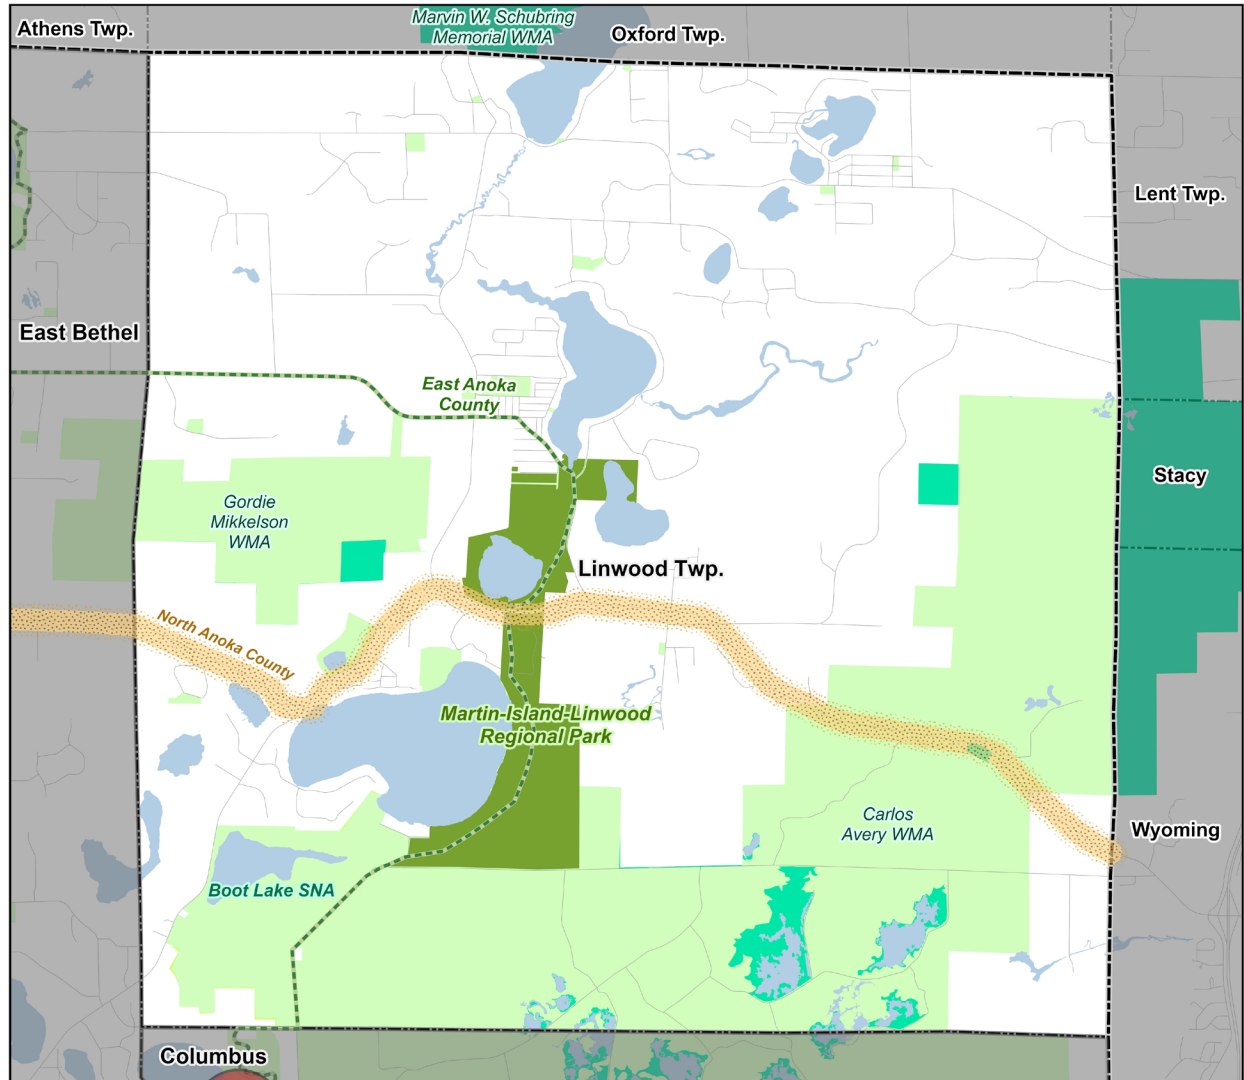 Marvin W. Schubring
Memorial WMA
Athens Twp.
Oxford Twp.
Lent Twp.
East Bethel
East Anoka
County
Stacy
Gordie
Mikkelson
WMA
Linwood Twp.
North Anoka County
Martin-Island-Linwood
Regional Park
Carlos
Avery WMA
Wyoming
Boot Lake SNA
Columbus